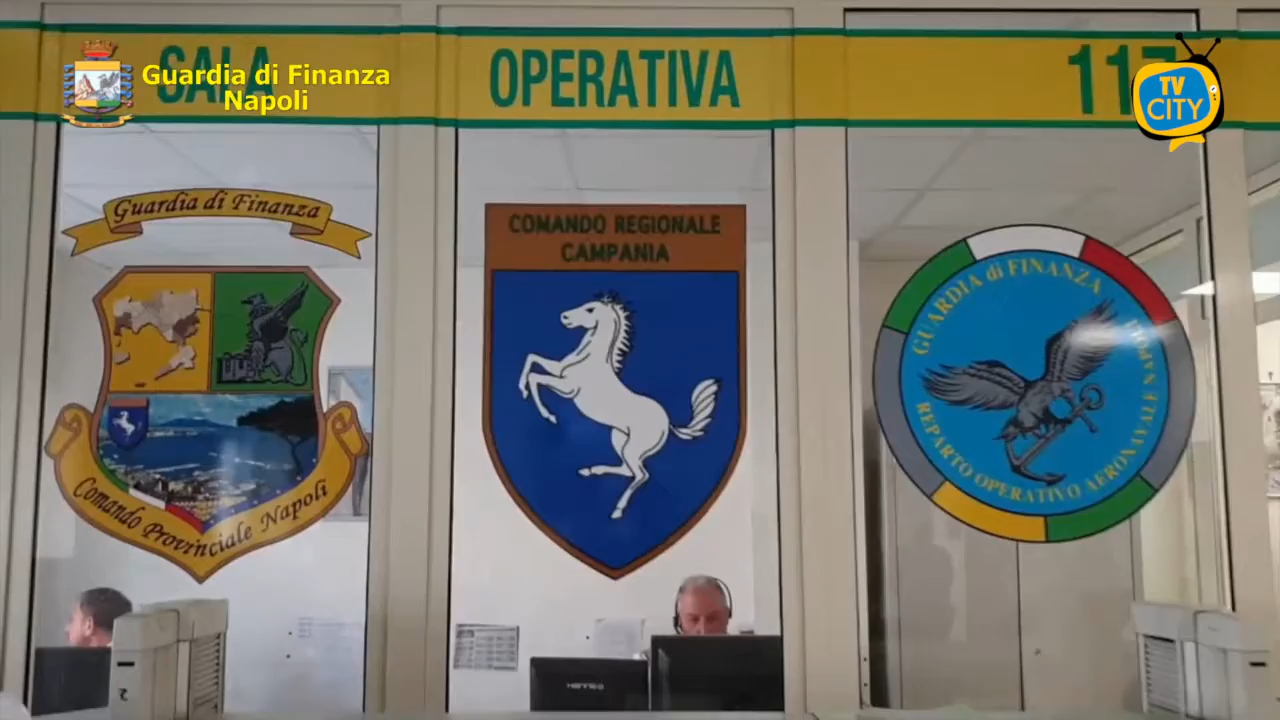 SALA OPERATIVA 117
Guardia di Finanza
Napoli
TV
CITY
Guardia di Finanza
Comando Provinciale Napoli
COMANDO REGIONALE
CAMPANIA
GUARDIA di FINANZA
REPARTO OPERATIVO AERONAVALE NAPOLI